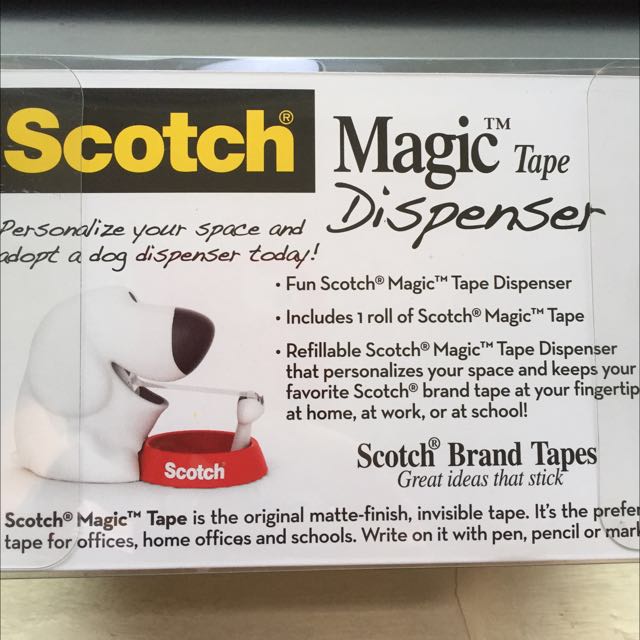 Scotch®
Magic™ Tape
Dispenser
Personalize your space and
adopt a dog dispenser today!
• Fun Scotch® Magic™ Tape Dispenser
• Includes 1 roll of Scotch® Magic™ Tape
• Refillable Scotch® Magic™ Tape Dispenser
that personalizes your space and keeps your
favorite Scotch® brand tape at your fingertip
at home, at work, or at school!
Scotch
Scotch® Brand Tapes
Great ideas that stick
Scotch® Magic™ Tape is the original matte-finish, invisible tape. It's the prefer
tape for offices, home offices and schools. Write on it with pen, pencil or mark